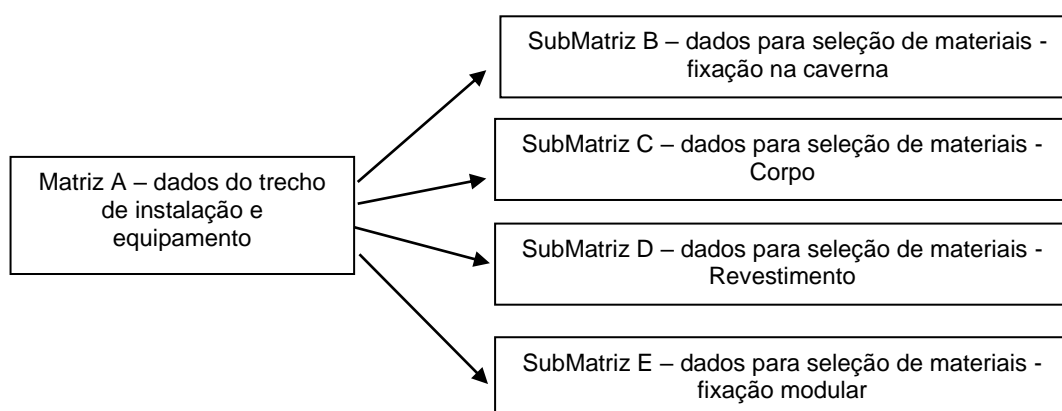 SubMatriz B – dados para seleção de materiais -
fixação na caverna
SubMatriz C – dados para seleção de materiais -
Corpo
Matriz A – dados do trecho
de instalação e
equipamento
SubMatriz D – dados para seleção de materiais -
Revestimento
SubMatriz E – dados para seleção de materiais -
fixação modular